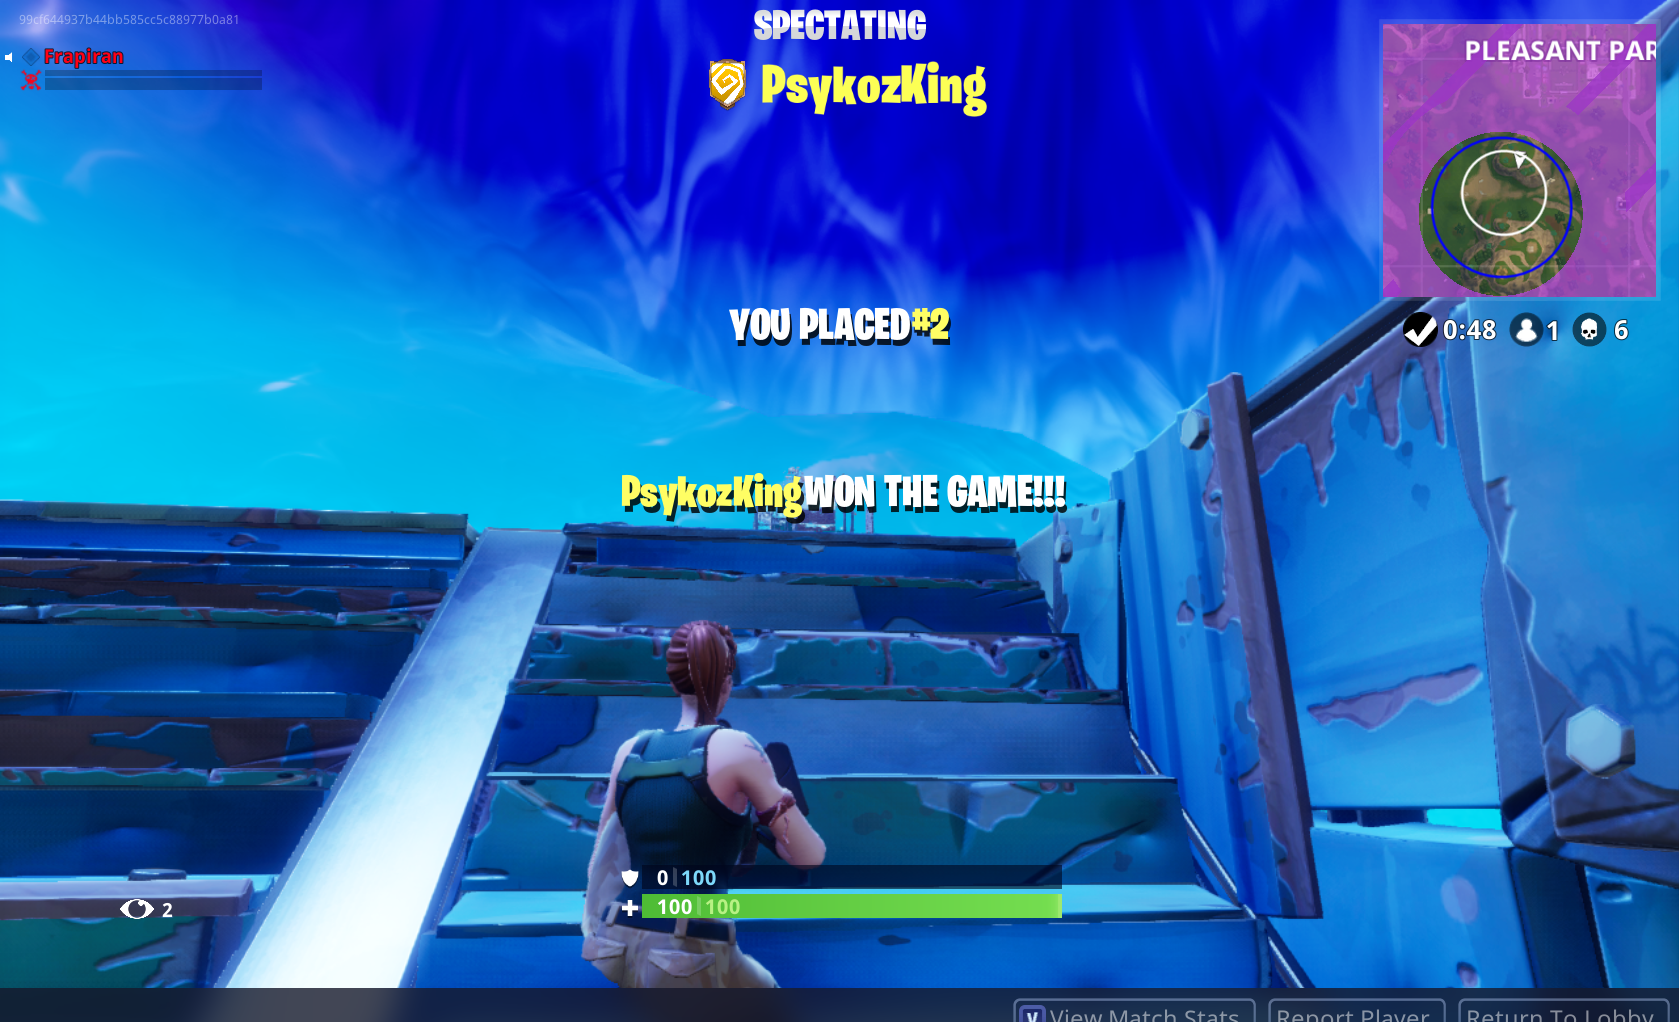 99cf644937b44bb585cc5c88977b0a81
Frapiran
SPECTATING
PsykozKing
PLEASANT PAR
0:48 1 6
YOU PLACED #2
PsykozKing WON THE GAME!!!
0 | 100
100 | 100
2
V View Match Stats Report Player Return To Lobby